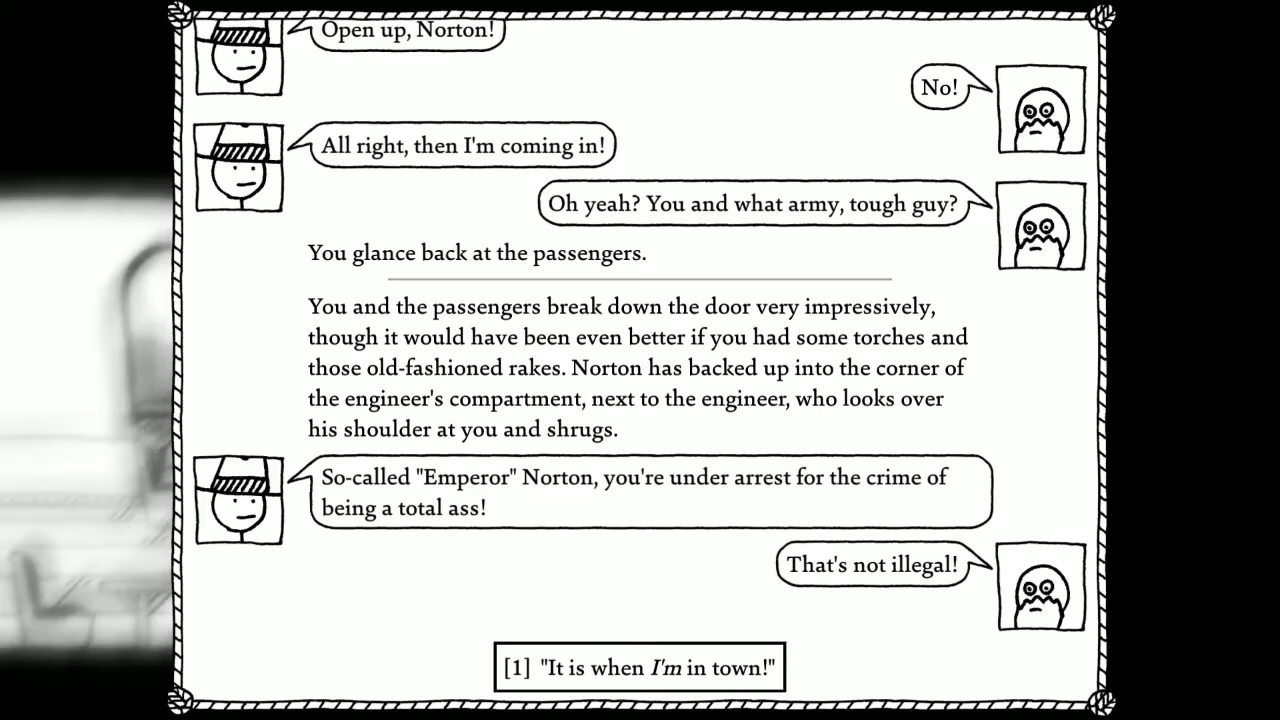 Open up, Norton!
No!
All right, then I'm coming in!
Oh yeah? You and what army, tough guy?
You glance back at the passengers.
You and the passengers break down the door very impressively,
though it would have been even better if you had some torches and
those old-fashioned rakes. Norton has backed up into the corner of
the engineer's compartment, next to the engineer, who looks over
his shoulder at you and shrugs.
So-called "Emperor" Norton, you're under arrest for the crime of
being a total ass!
That's not illegal!
[1] "It is when I'm in town!"